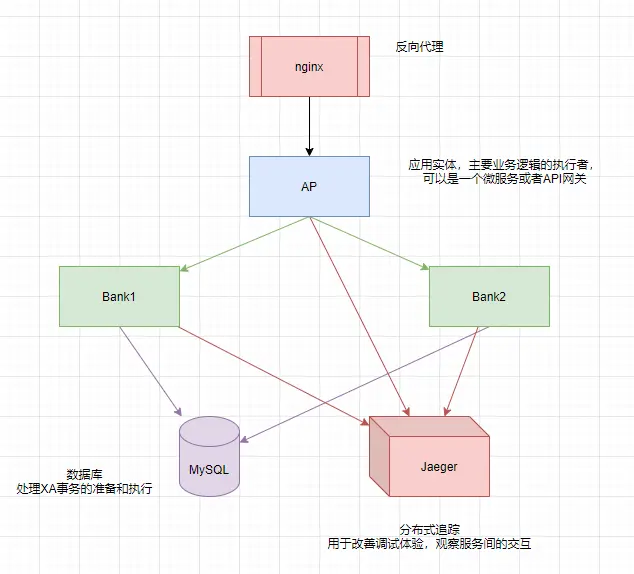 反向代理
nginx
应用实体，主要业务逻辑的执行者，
可以是一个微服务或者API网关
AP
Bank1
Bank2
MySQL
Jaeger
数据库
处理XA事务的准备和执行
分布式追踪
用于改善调试体验，观察服务间的交互